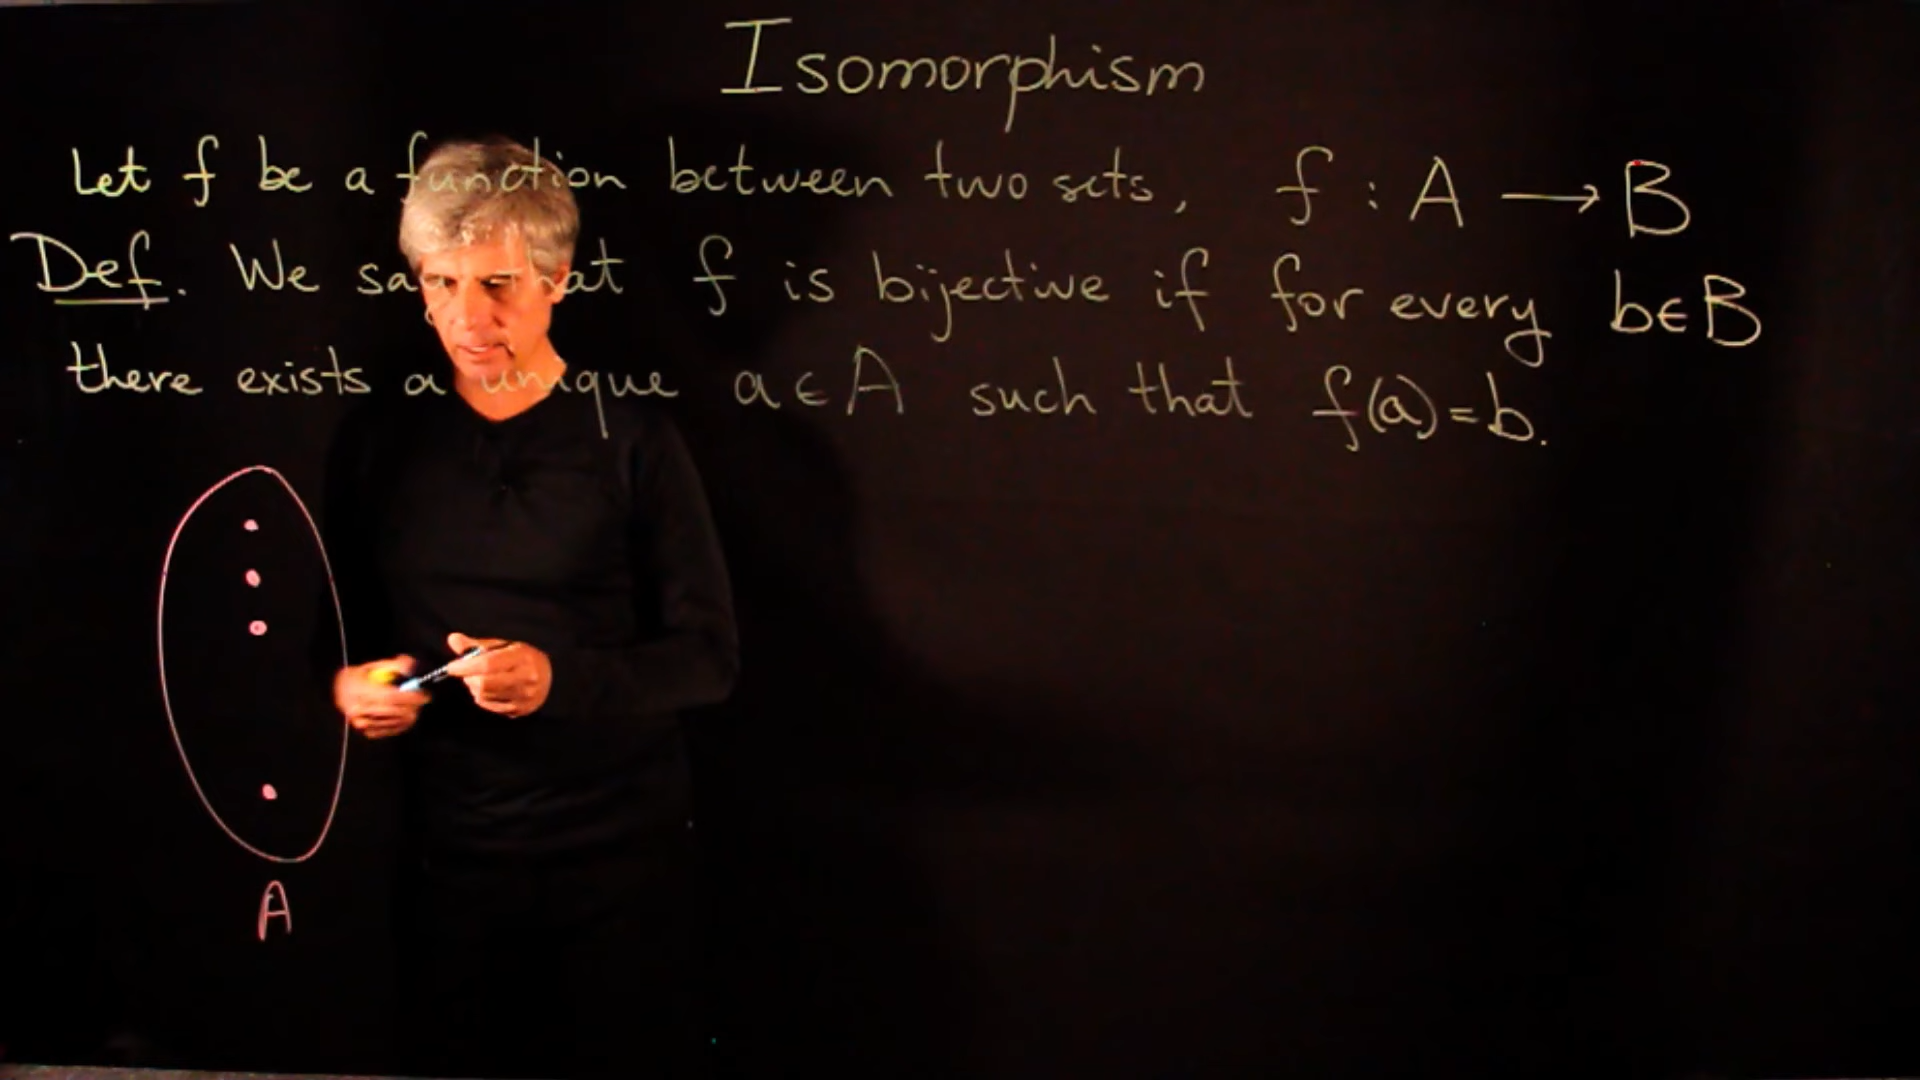 Isomorphism
Let f be a function between two sets, f : A → B
Def. We say that f is bijective if for every b∈B
there exists a unique a∈A such that f(a)=b.
A